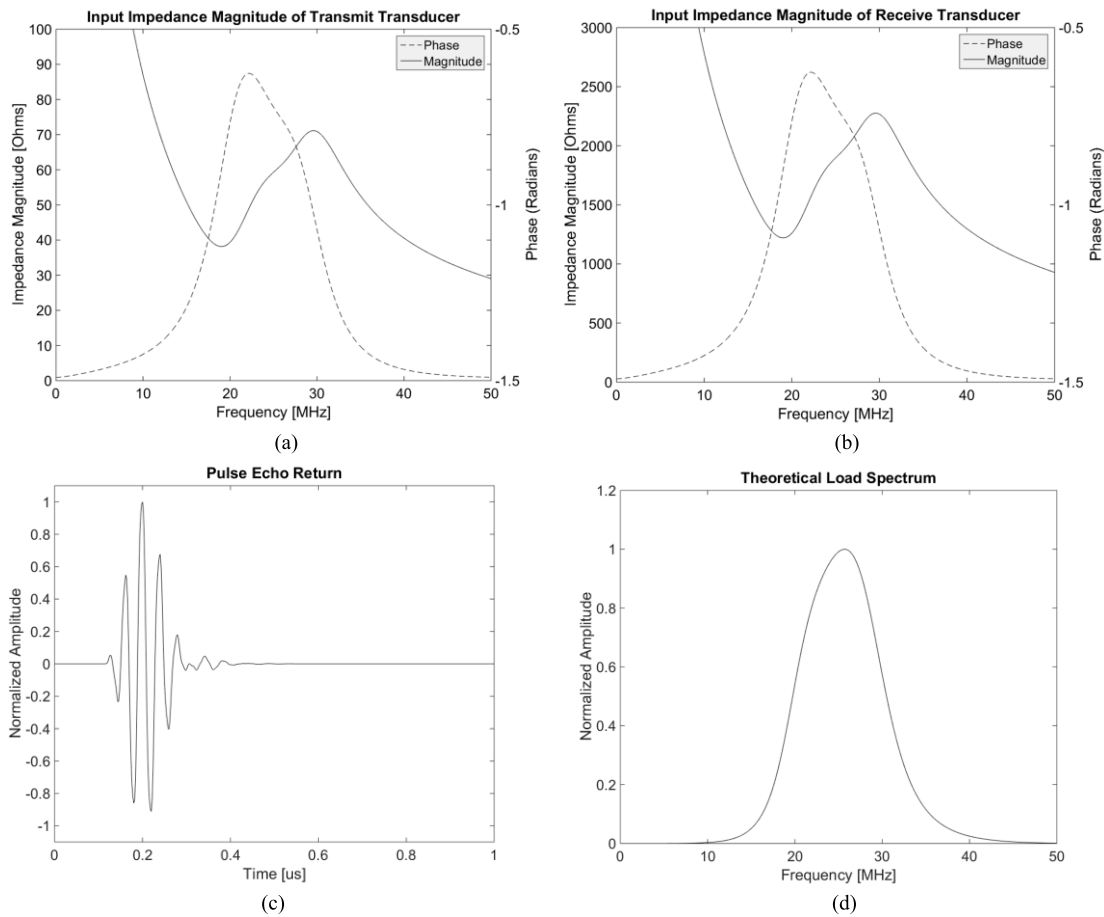 Input Impedance Magnitude of Transmit Transducer
100
90
80
70
60
50
40
30
20
10
0
Impedance Magnitude [Ohms]
Phase
Magnitude
-0.5
-1
-1.5
Phase (Radians)
0 10 20 30 40 50
Frequency [MHz]
(a)
Input Impedance Magnitude of Receive Transducer
3000
2500
2000
1500
1000
500
0
Impedance Magnitude [Ohms]
Phase
Magnitude
-0.5
-1
-1.5
Phase (Radians)
0 10 20 30 40 50
Frequency [MHz]
(b)
Pulse Echo Return
1
0.8
0.6
0.4
0.2
0
-0.2
-0.4
-0.6
-0.8
-1
Normalized Amplitude
0 0.2 0.4 0.6 0.8 1
Time [us]
(c)
Theoretical Load Spectrum
1.2
1
0.8
0.6
0.4
0.2
0
Normalized Amplitude
0 10 20 30 40 50
Frequency [MHz]
(d)